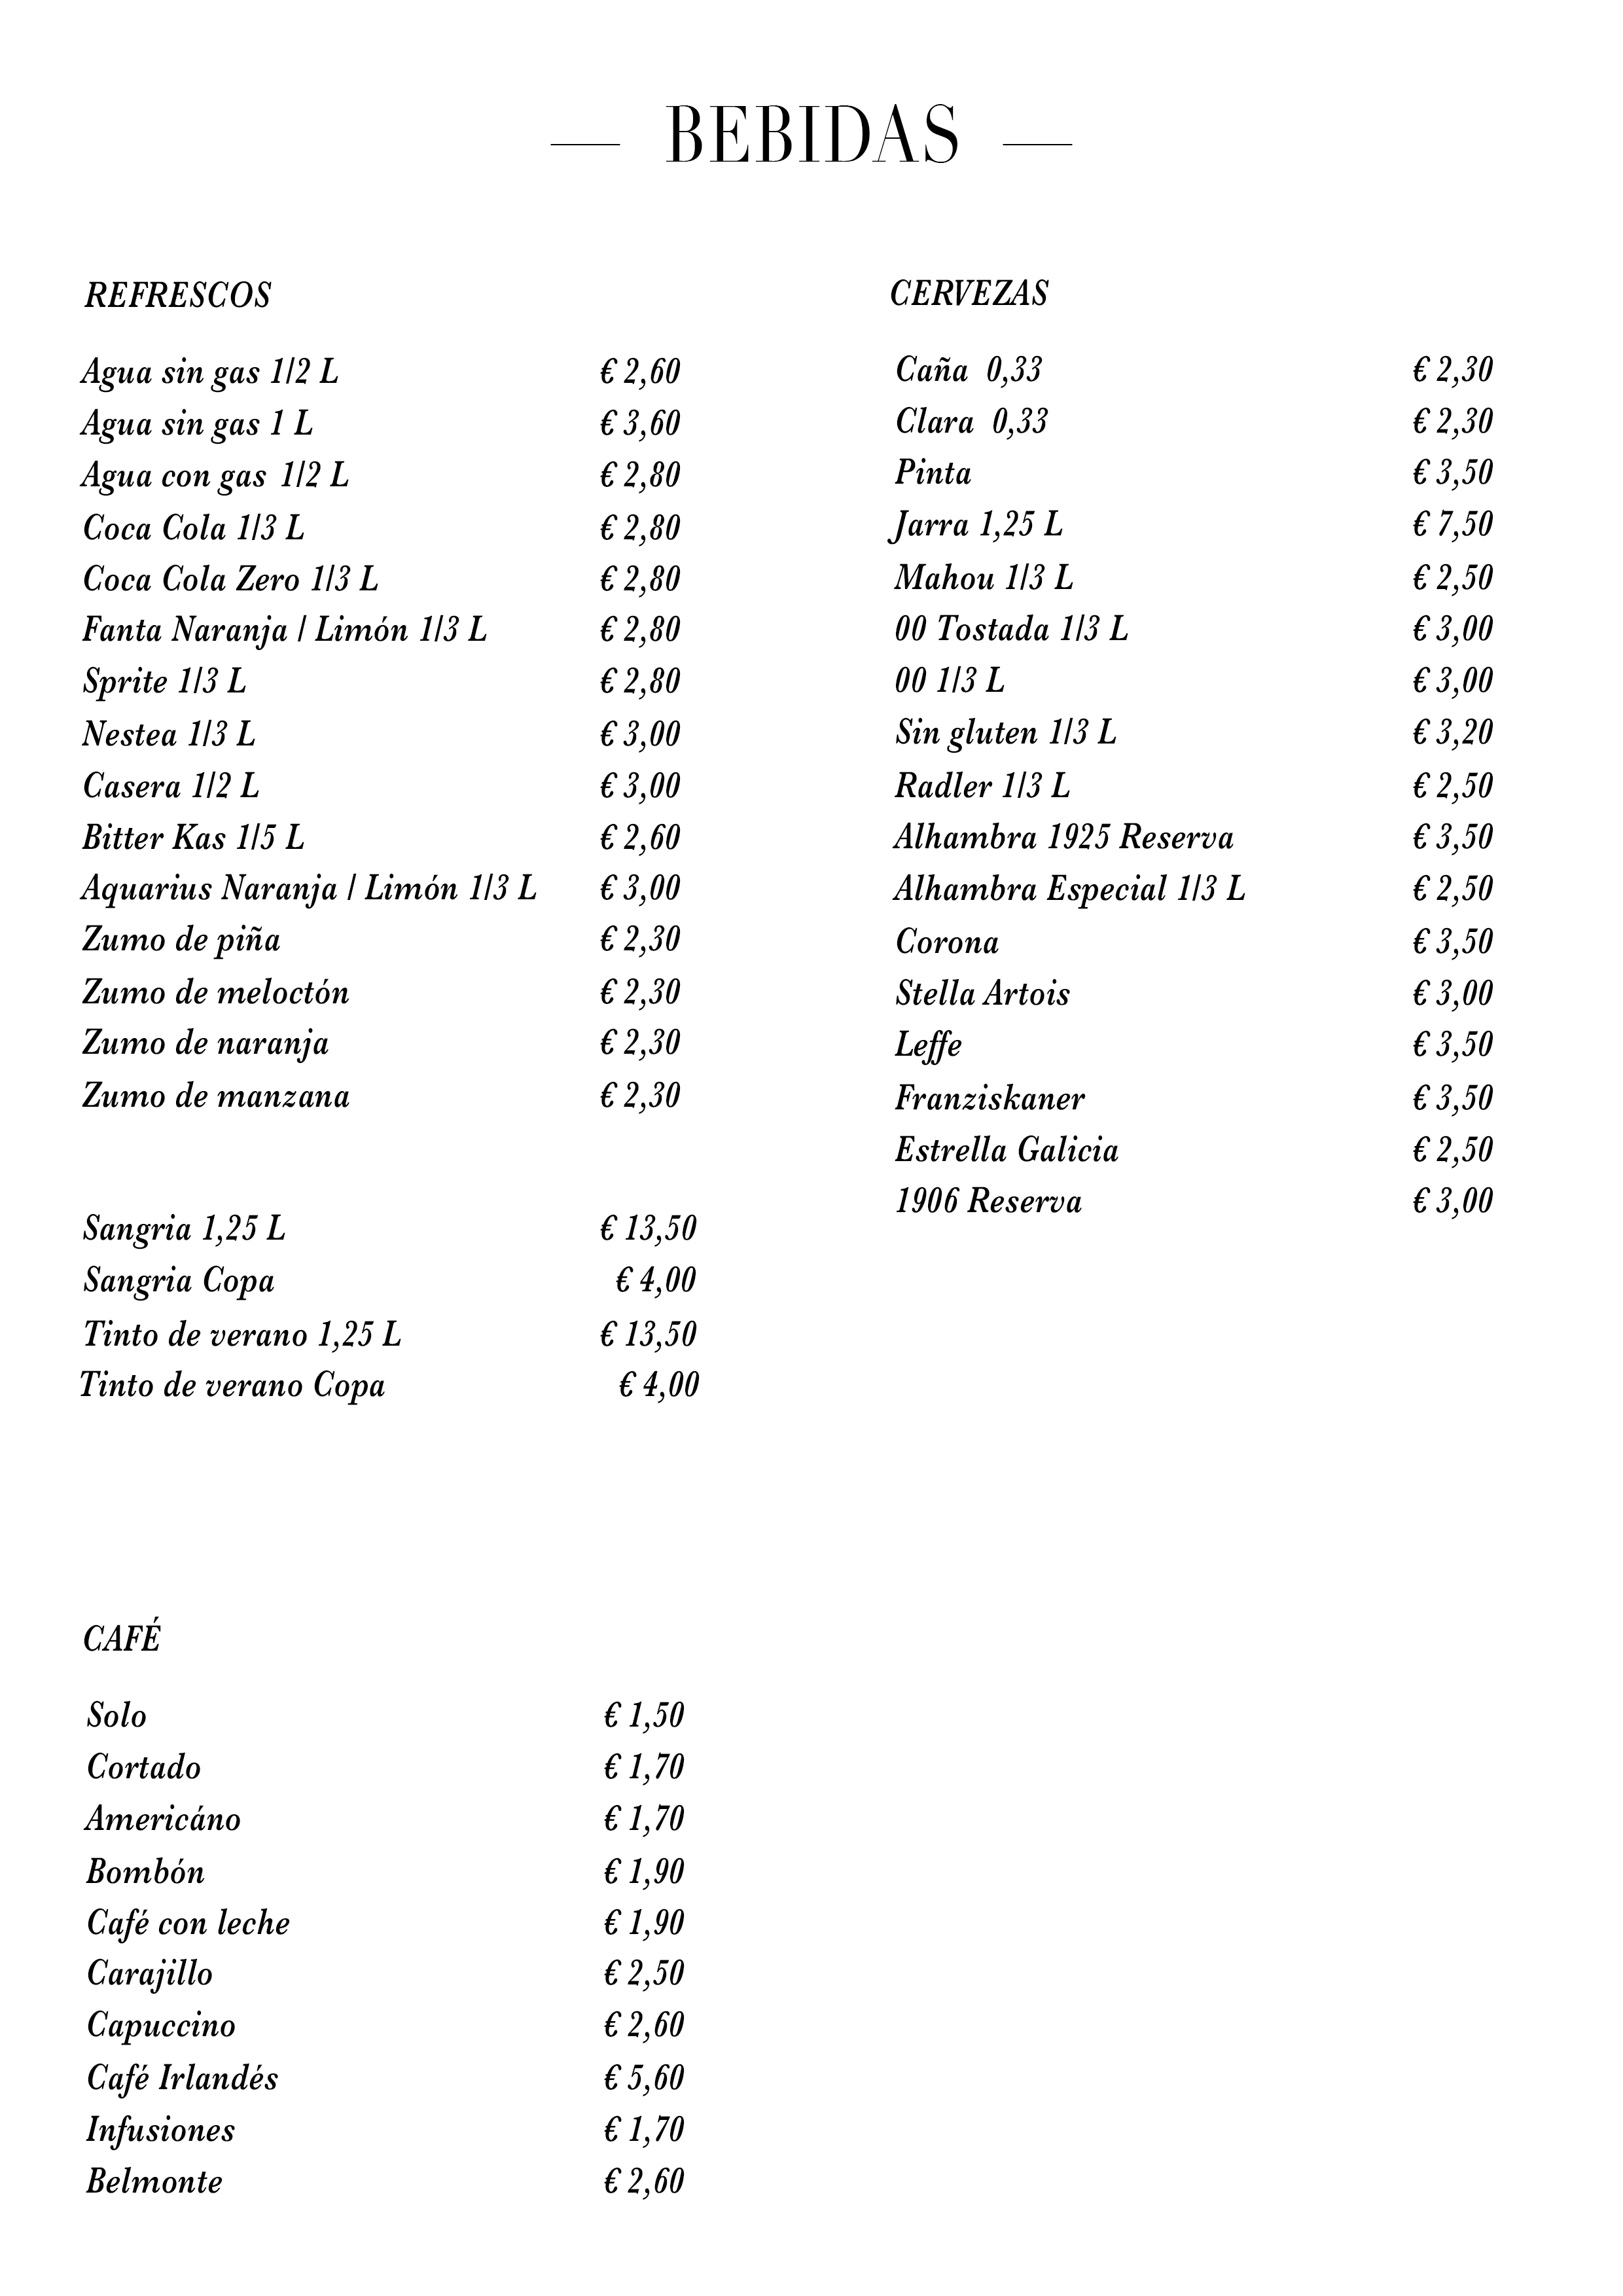 BEBIDAS
REFRESCOS
Agua sin gas 1/2 L € 2,60
Agua sin gas 1 L € 3,60
Agua con gas 1/2 L € 2,80
Coca Cola 1/3 L € 2,80
Coca Cola Zero 1/3 L € 2,80
Fanta Naranja / Limón 1/3 L € 2,80
Sprite 1/3 L € 2,80
Nestea 1/3 L € 3,00
Casera 1/2 L € 3,00
Bitter Kas 1/5 L € 2,60
Aquarius Naranja / Limón 1/3 L € 3,00
Zumo de piña € 2,30
Zumo de meloctón € 2,30
Zumo de naranja € 2,30
Zumo de manzana € 2,30
Sangria 1,25 L € 13,50
Sangria Copa € 4,00
Tinto de verano 1,25 L € 13,50
Tinto de verano Copa € 4,00
CAFÉ
Solo € 1,50
Cortado € 1,70
Americáno € 1,70
Bombón € 1,90
Café con leche € 1,90
Carajillo € 2,50
Capuccino € 2,60
Café Irlandés € 5,60
Infusiones € 1,70
Belmonte € 2,60
CERVEZAS
Caña 0,33 € 2,30
Clara 0,33 € 2,30
Pinta € 3,50
Jarra 1,25 L € 7,50
Mahou 1/3 L € 2,50
00 Tostada 1/3 L € 3,00
00 1/3 L € 3,00
Sin gluten 1/3 L € 3,20
Radler 1/3 L € 2,50
Alhambra 1925 Reserva € 3,50
Alhambra Especial 1/3 L € 2,50
Corona € 3,50
Stella Artois € 3,00
Leffe € 3,50
Franziskaner € 3,50
Estrella Galicia € 2,50
1906 Reserva € 3,00